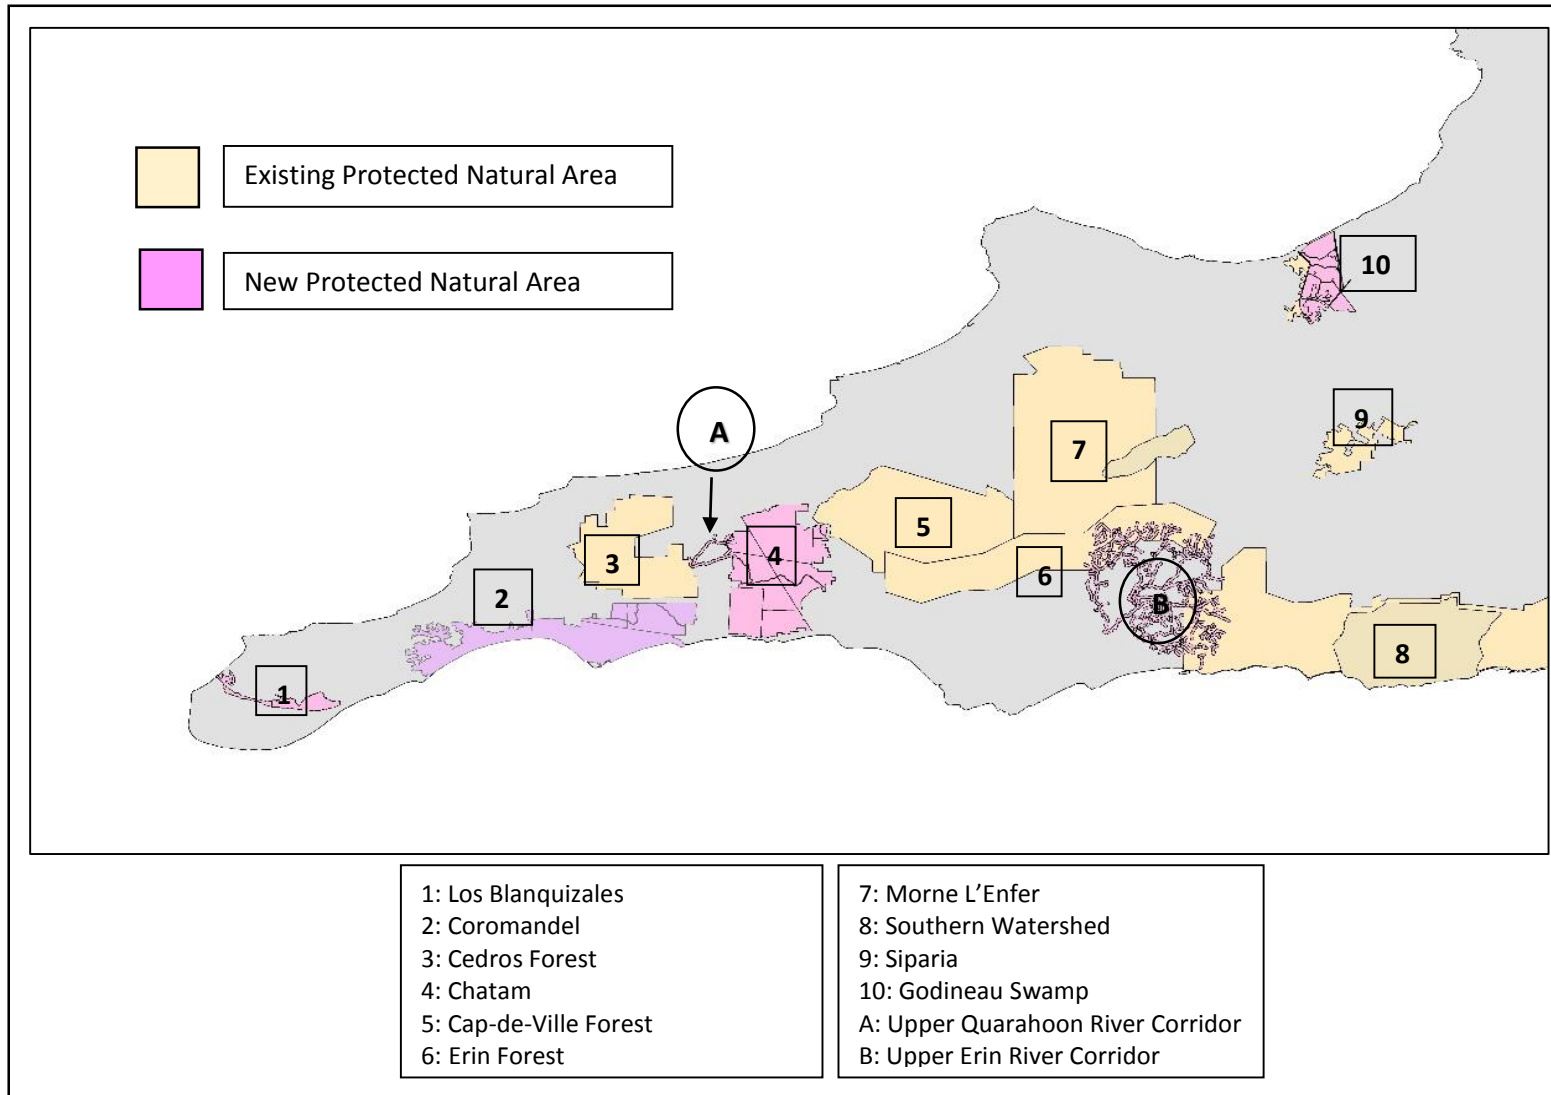 Existing Protected Natural Area
New Protected Natural Area
10
A
9
7
5
4
3
6
2
B
8
1
1: Los Blanquizales
2: Coromandel
3: Cedros Forest
4: Chatam
5: Cap-de-Ville Forest
6: Erin Forest
7: Morne L’Enfer
8: Southern Watershed
9: Siparia
10: Godineau Swamp
A: Upper Quarahoon River Corridor
B: Upper Erin River Corridor